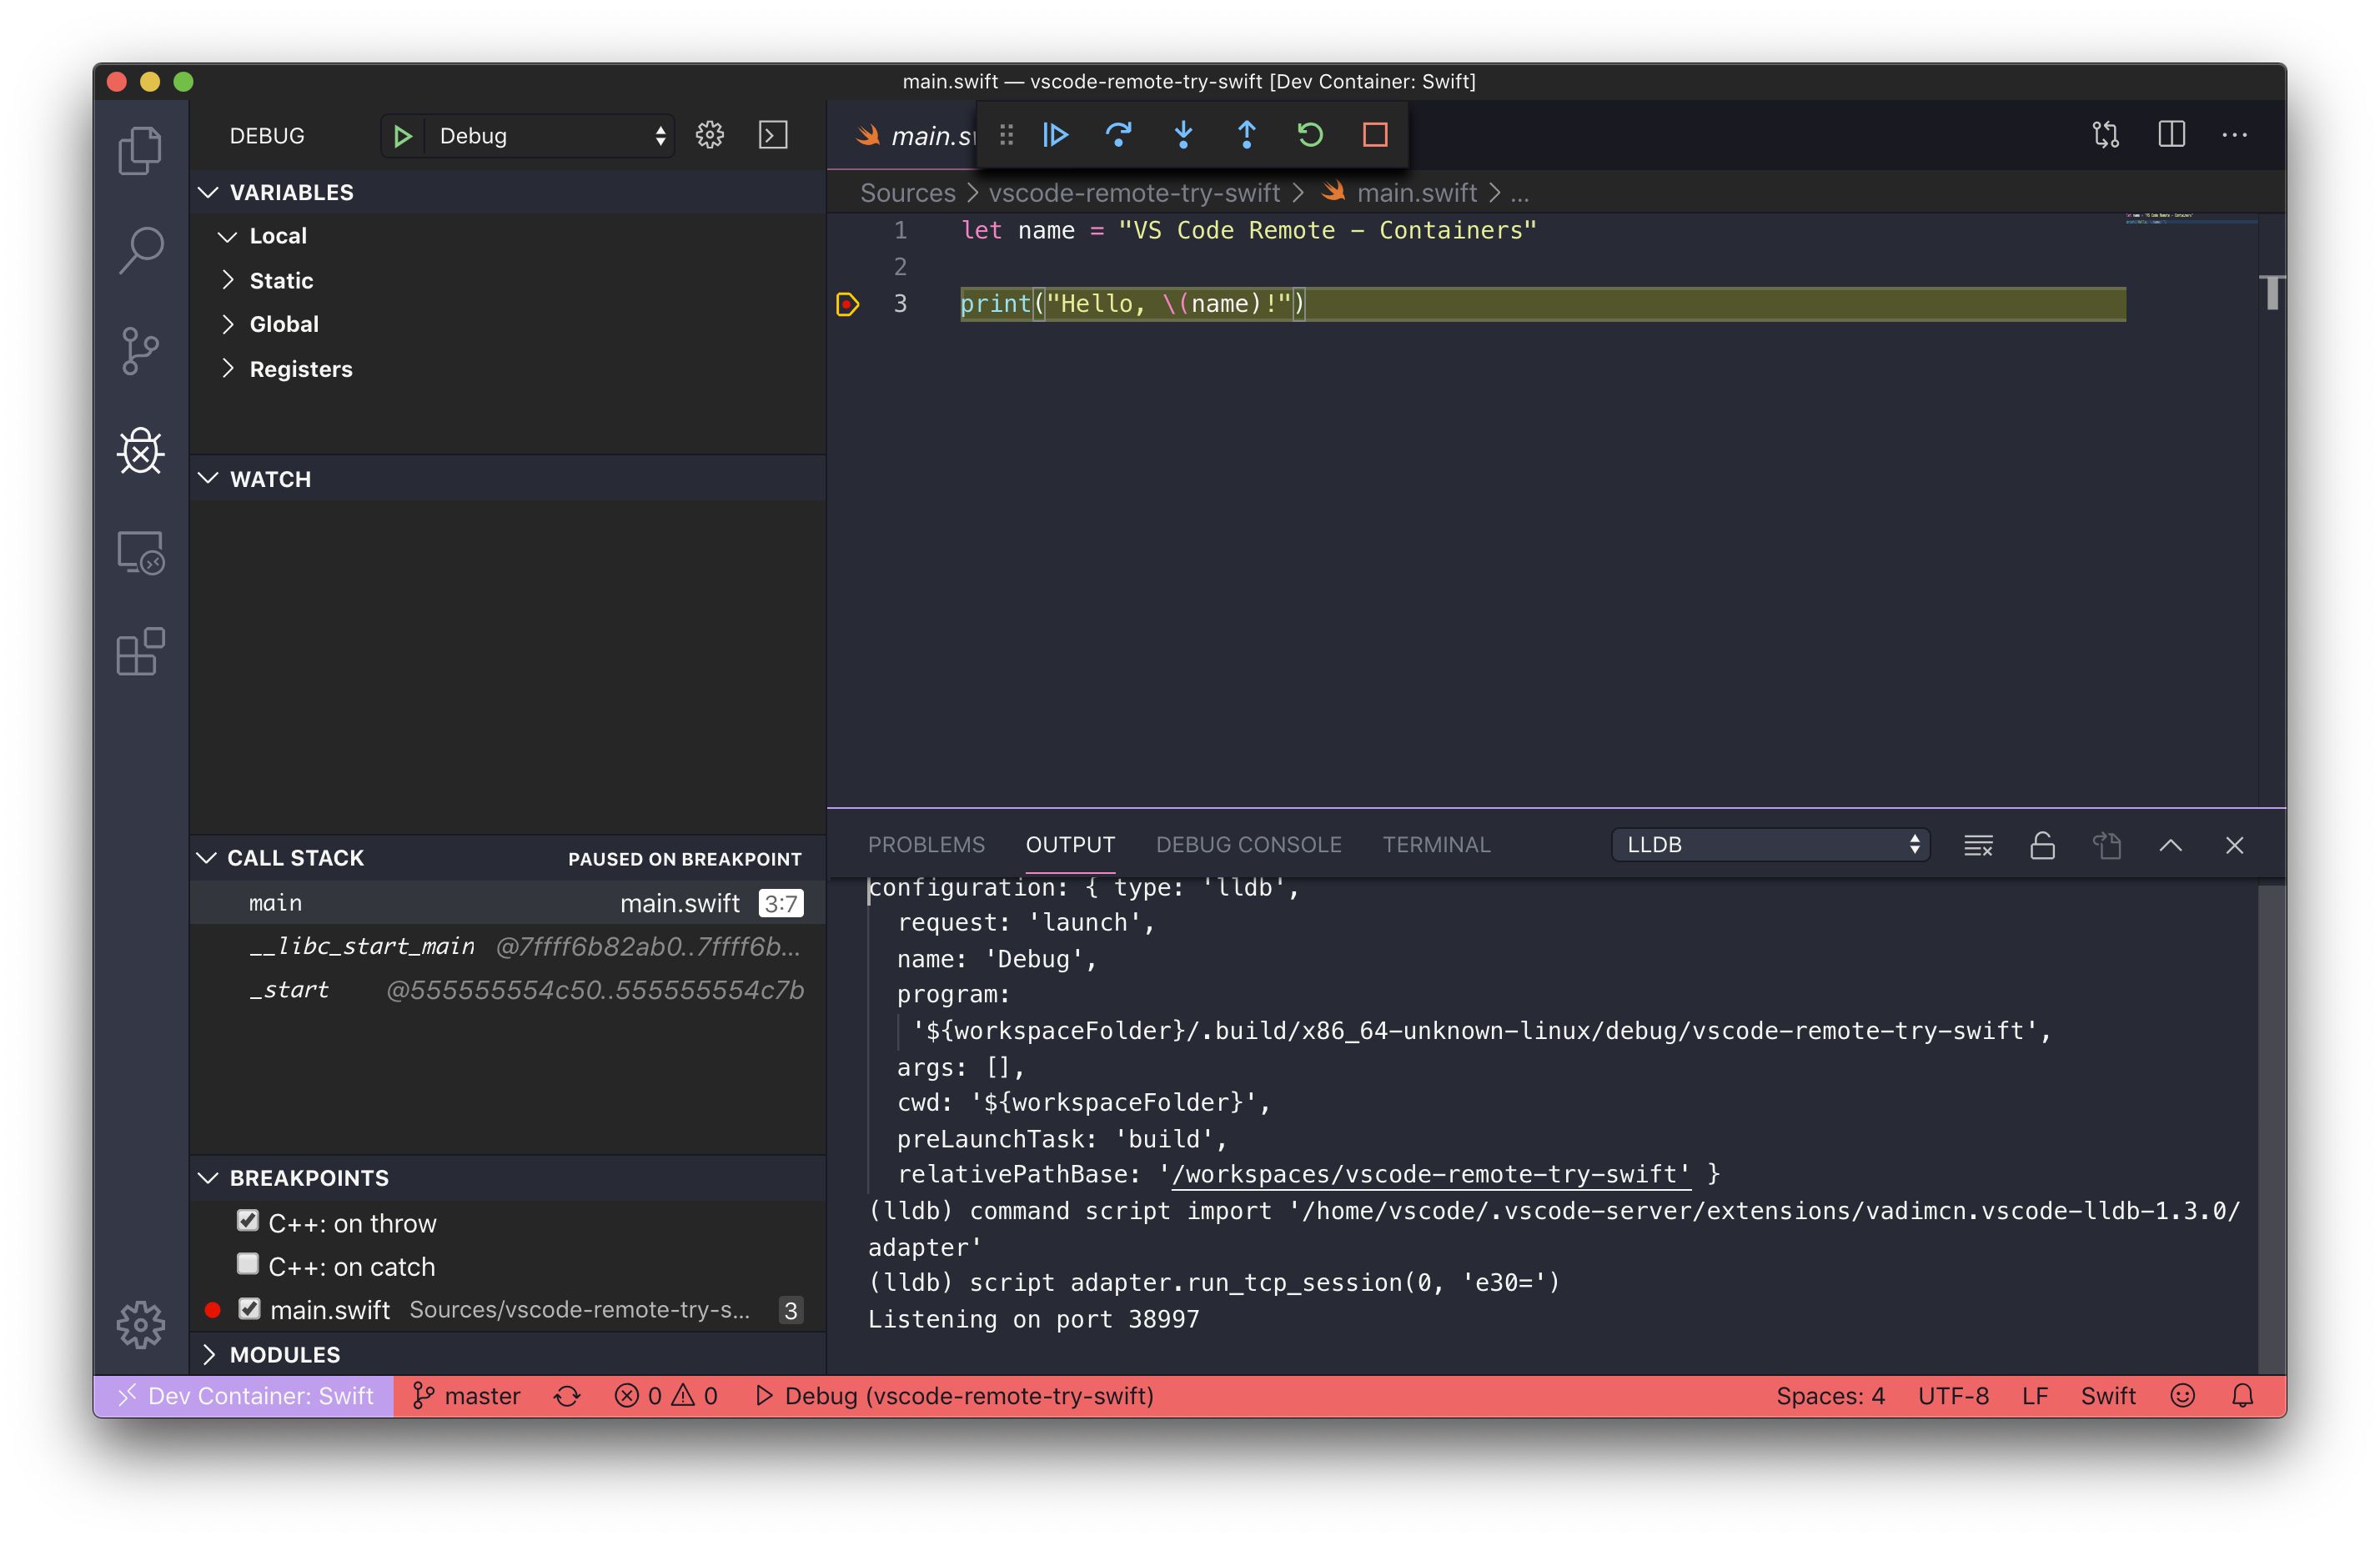 main.swift — vscode-remote-try-swift [Dev Container: Swift]
DEBUG Debug
VARIABLES
Local
Static
Global
Registers
WATCH
CALL STACK PAUSED ON BREAKPOINT
main main.swift 3:7
__libc_start_main @7ffff6b82ab0..7ffff6b...
_start @555555554c50..555555554c7b
BREAKPOINTS
C++: on throw
C++: on catch
main.swift Sources/vscode-remote-try-s... 3
MODULES
main.s
Sources > vscode-remote-try-swift > main.swift > ...
1 let name = "VS Code Remote - Containers"
2
3 print("Hello, \(name)!")
PROBLEMS OUTPUT DEBUG CONSOLE TERMINAL LLDB
configuration: { type: 'lldb',
request: 'launch',
name: 'Debug',
program:
'${workspaceFolder}/.build/x86_64-unknown-linux/debug/vscode-remote-try-swift',
args: [],
cwd: '${workspaceFolder}',
preLaunchTask: 'build',
relativePathBase: '/workspaces/vscode-remote-try-swift' }
(lldb) command script import '/home/vscode/.vscode-server/extensions/vadimcn.vscode-lldb-1.3.0/
adapter'
(lldb) script adapter.run_tcp_session(0, 'e30=')
Listening on port 38997
Dev Container: Swift master 0 0 Debug (vscode-remote-try-swift) Spaces: 4 UTF-8 LF Swift